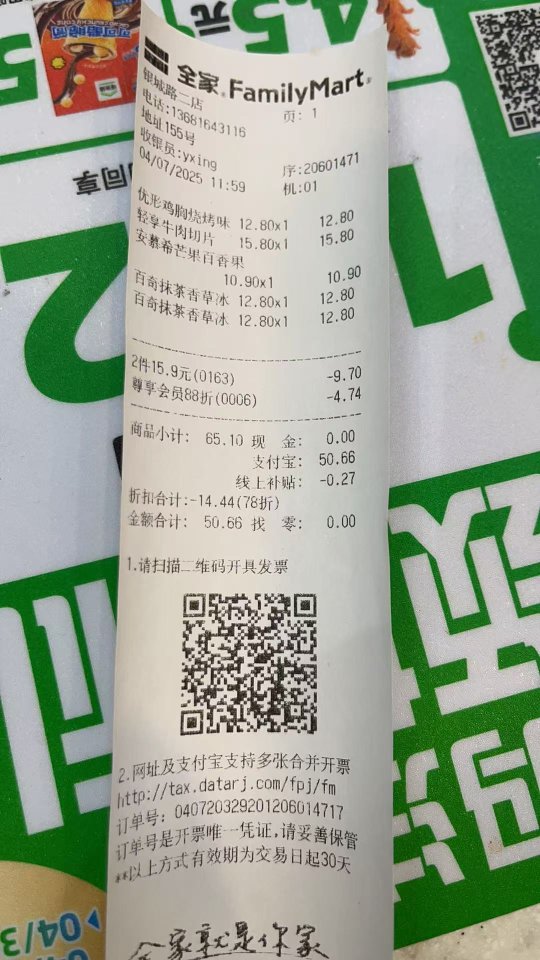 全家 FamilyMart
银城路二店
页: 1
电话:13681643116
地址155号
收银员:yxing
序:20601471
04/07/2025 11:59
机:01
优形鸡胸烧烤味 12.80x1 12.80
轻享牛肉切片 15.80x1 15.80
安慕希芒果百香果
10.90x1 10.90
百奇抹茶香草冰 12.80x1 12.80
百奇抹茶香草冰 12.80x1 12.80
2件15.9元(0163) -9.70
尊享会员88折(0006) -4.74
商品小计: 65.10 现 金: 0.00
支付宝: 50.66
线上补贴: -0.27
折扣合计:-14.44(78折)
金额合计: 50.66 找 零: 0.00
1.请扫描二维码开具发票
2.网址及支付宝支持多张合并开票
http://tax.datarj.com/fpj/fm
订单号: 040720329201206014717
订单号是开票唯一凭证,请妥善保管
**以上方式有效期为交易日起30天
全家就是你家
4.5元
同享
2
1
04/3